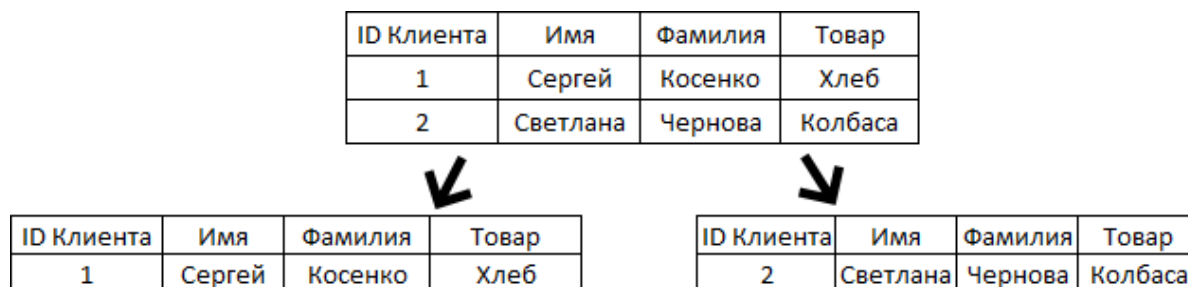 ID Клиента Имя Фамилия Товар
1 Сергей Косенко Хлеб
2 Светлана Чернова Колбаса
ID Клиента Имя Фамилия Товар
1 Сергей Косенко Хлеб
ID Клиента Имя Фамилия Товар
2 Светлана Чернова Колбаса